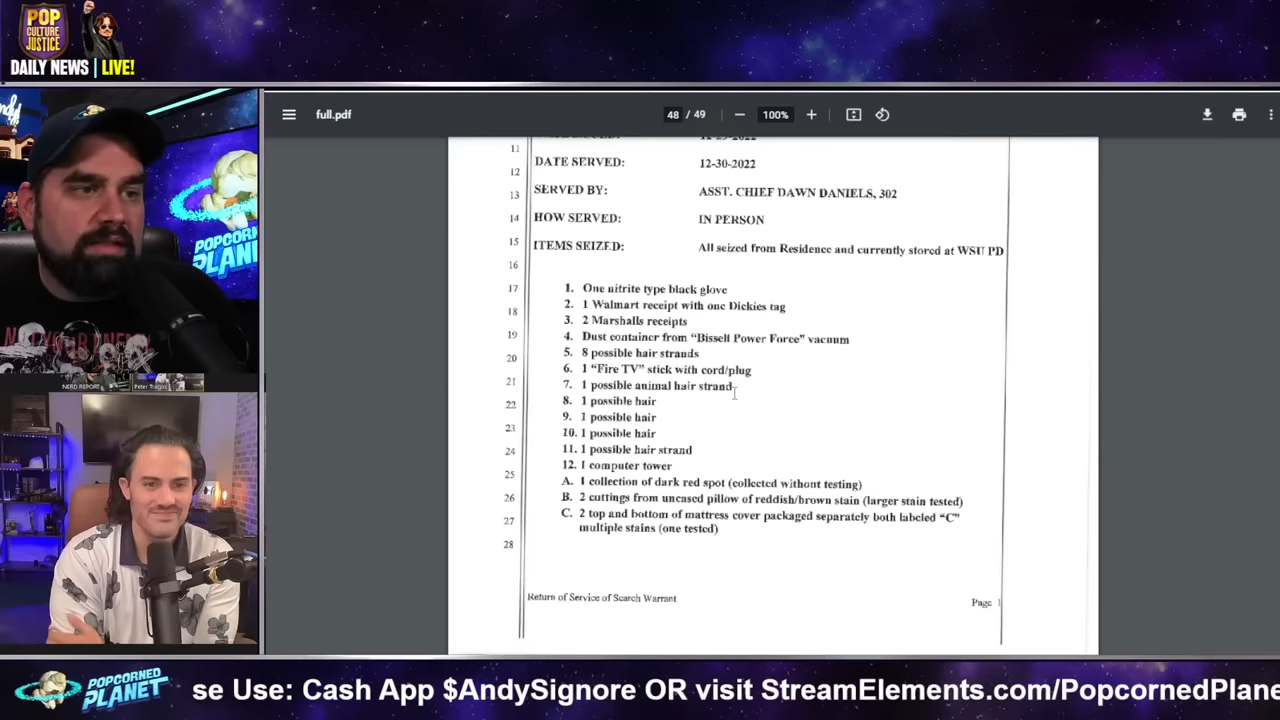 POP
CULTURE
JUSTICE
DAILY NEWS | LIVE!
full.pdf
48 / 49
100%
11
12
DATE SERVED: 12-30-2022
13
SERVED BY: ASST. CHIEF DAWN DANIELS, 302
14
HOW SERVED: IN PERSON
15
ITEMS SEIZED: All seized from Residence and currently stored at WSU PD
16
17
1. One nitrite type black glove
18
2. 1 Walmart receipt with one Dickies tag
3. 2 Marshalls receipts
19
4. Dust container from “Bissell Power Force” vacuum
20
5. 8 possible hair strands
6. 1 “Fire TV” stick with cord/plug
21
7. 1 possible animal hair strand
22
8. 1 possible hair
9. 1 possible hair
23
10. 1 possible hair
24
11. 1 possible hair strand
12. 1 computer tower
25
A. 1 collection of dark red spot (collected without testing)
26
B. 2 cuttings from uncased pillow of reddish/brown stain (larger stain tested)
27
C. 2 top and bottom of mattress cover packaged separately both labeled “C”
multiple stains (one tested)
28
Return of Service of Search Warrant
Page 1
POPCORNED
PLAN
NERD REPORT
Peter Tragos
POPCORNED
PLANET
se Use: Cash App $AndySignore OR visit StreamElements.com/PopcornedPlane